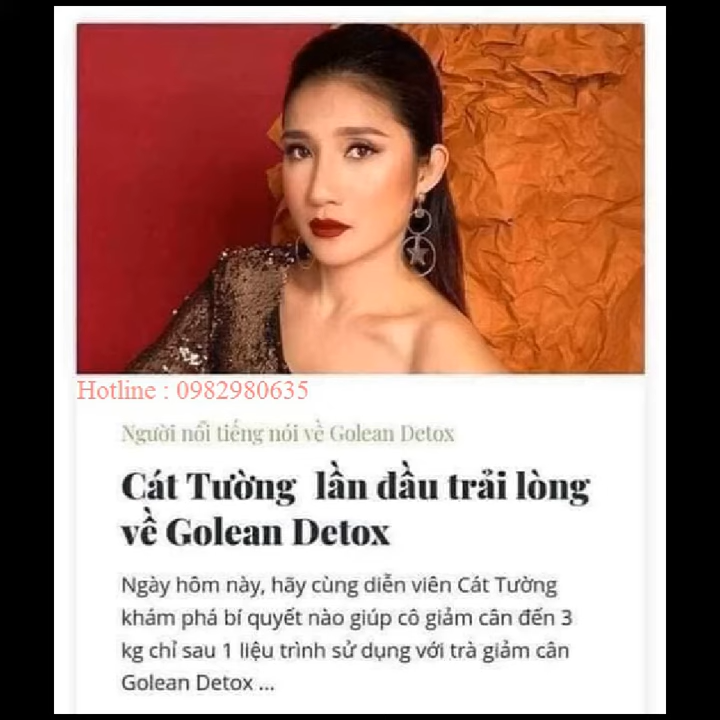 Hotline : 0982980635
Người nổi tiếng nói về Golean Detox
Cát Tường lần đầu trải lòng
về Golean Detox
Ngày hôm này, hãy cùng diễn viên Cát Tường
khám phá bí quyết nào giúp cô giảm cân đến 3
kg chỉ sau 1 liệu trình sử dụng với trà giảm cân
Golean Detox ...